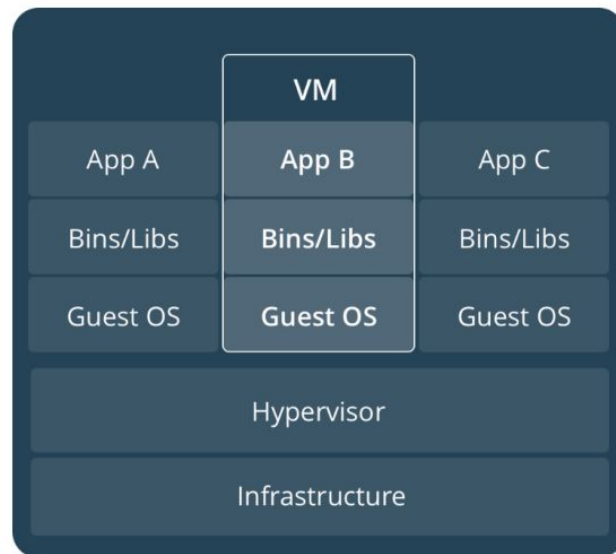 VM
App A App B App C
Bins/Libs Bins/Libs Bins/Libs
Guest OS Guest OS Guest OS
Hypervisor
Infrastructure